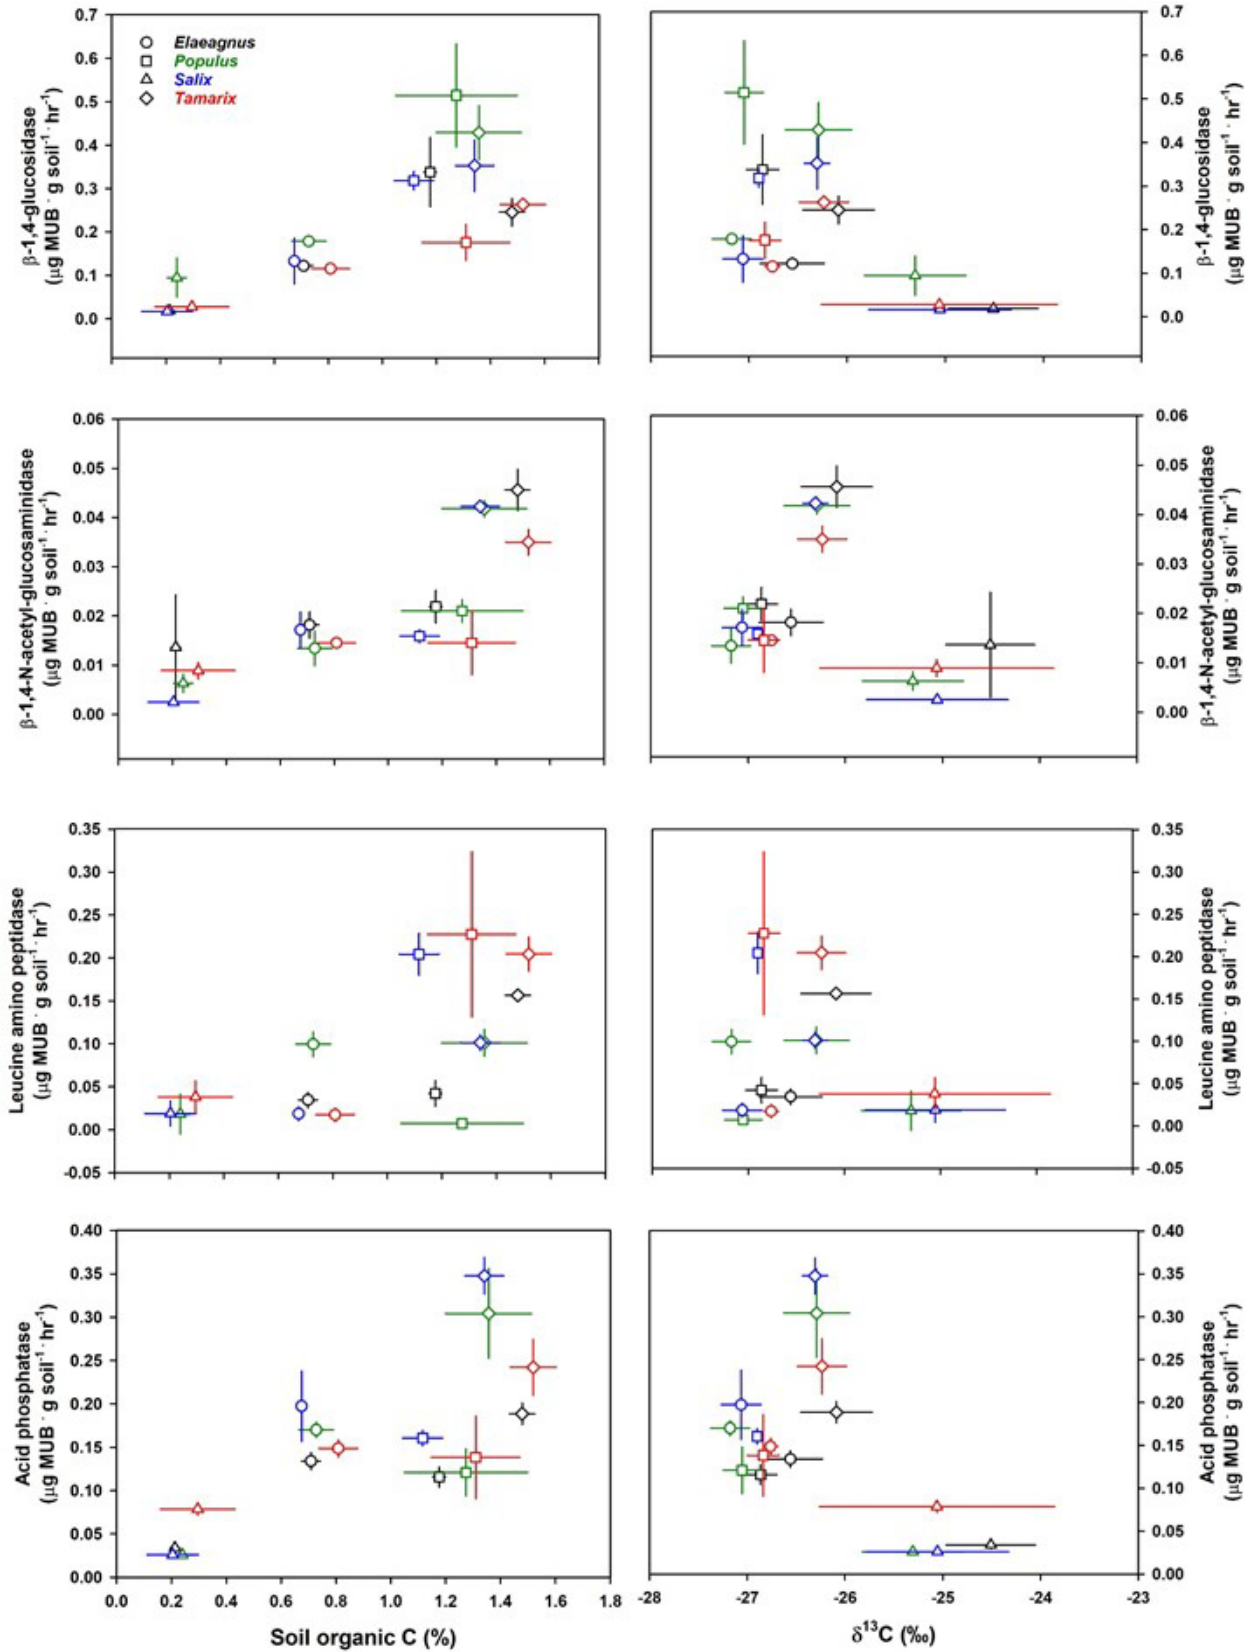 0.7
0.6
0.5
0.4
0.3
0.2
0.1
0.0
β-1,4-glucosidase
(μg MUB · g soil-1 · hr-1)
Elaeagnus
Populus
Salix
Tamarix
0.7
0.6
0.5
0.4
0.3
0.2
0.1
0.0
β-1,4-glucosidase
(μg MUB · g soil-1 · hr-1)
0.06
0.05
0.04
0.03
0.02
0.01
0.00
β-1,4-N-acetyl-glucosaminidase
(μg MUB · g soil-1 · hr-1)
0.06
0.05
0.04
0.03
0.02
0.01
0.00
β-1,4-N-acetyl-glucosaminidase
(μg MUB · g soil-1 · hr-1)
0.35
0.30
0.25
0.20
0.15
0.10
0.05
0.00
-0.05
Leucine amino peptidase
(μg MUB · g soil-1 · hr-1)
0.35
0.30
0.25
0.20
0.15
0.10
0.05
0.00
-0.05
Leucine amino peptidase
(μg MUB · g soil-1 · hr-1)
0.40
0.35
0.30
0.25
0.20
0.15
0.10
0.05
0.00
Acid phosphatase
(μg MUB · g soil-1 · hr-1)
0.40
0.35
0.30
0.25
0.20
0.15
0.10
0.05
0.00
Acid phosphatase
(μg MUB · g soil-1 · hr-1)
0.0 0.2 0.4 0.6 0.8 1.0 1.2 1.4 1.6 1.8
Soil organic C (%)
-28 -27 -26 -25 -24 -23
δ13C (‰)